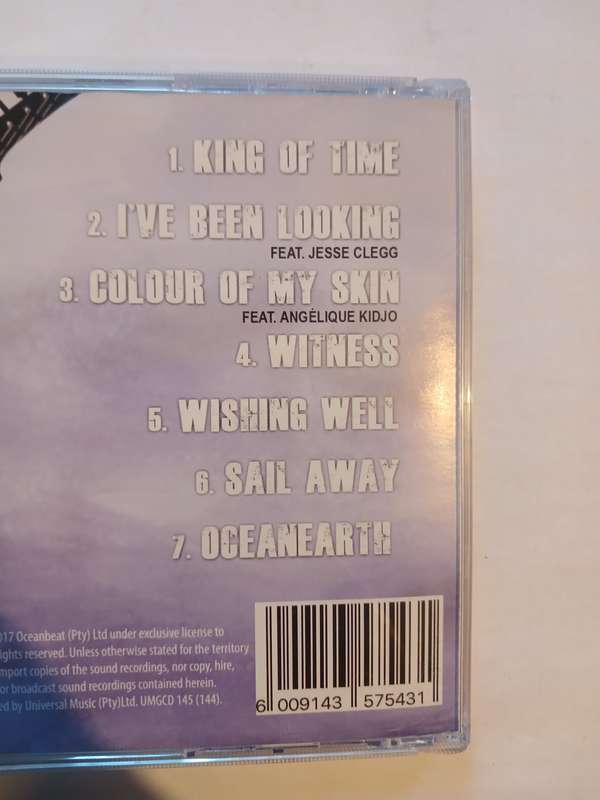 1. KING OF TIME
2. I'VE BEEN LOOKING
FEAT. JESSE CLEGG
3. COLOUR OF MY SKIN
FEAT. ANGÉLIQUE KIDJO
4. WITNESS
5. WISHING WELL
6. SAIL AWAY
7. OCEANEARTH
17 Oceanbeat (Pty) Ltd under exclusive license to
ights reserved. Unless otherwise stated for the territory
mport copies of the sound recordings, nor copy, hire,
or broadcast sound recordings contained herein.
ed by Universal Music (Pty)Ltd. UMGCD 145 (144).
6 009143 575431